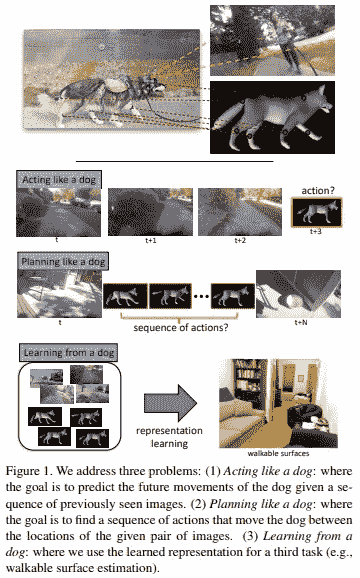 Acting like a dog
action?
t
t+1
t+2
t+3
Planning like a dog
t
sequence of actions?
t+N
Learning from a dog
representation
learning
walkable surfaces
Figure 1. We address three problems: (1) Acting like a dog: where
the goal is to predict the future movements of the dog given a se-
quence of previously seen images. (2) Planning like a dog: where
the goal is to find a sequence of actions that move the dog between
the locations of the given pair of images. (3) Learning from a
dog: where we use the learned representation for a third task (e.g.,
walkable surface estimation).